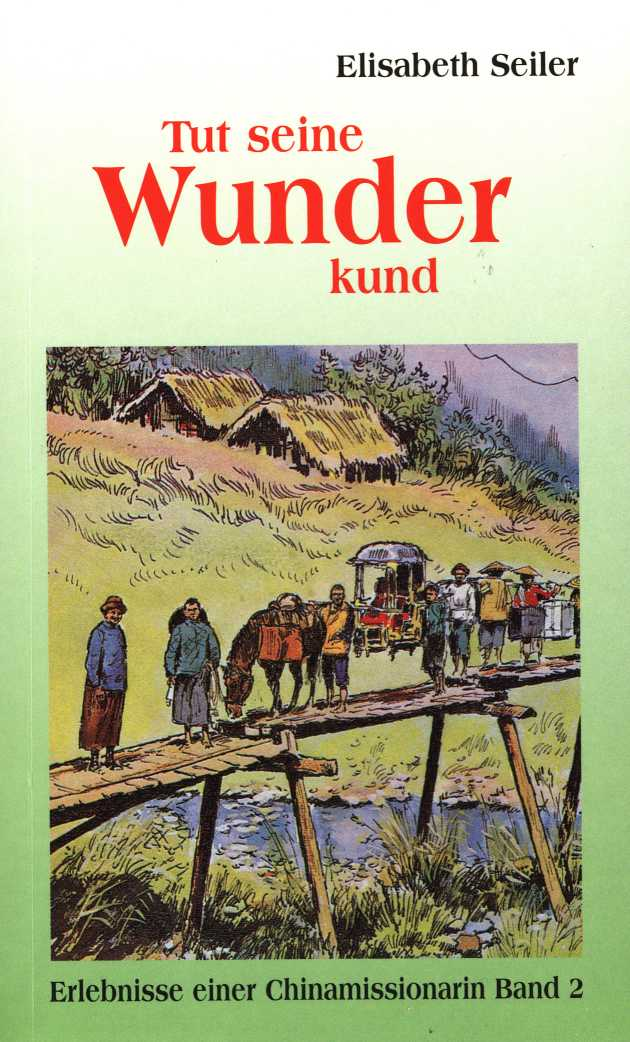 Elisabeth Seiler
Tut seine
Wunder
kund
Erlebnisse einer Chinamissionarin Band 2